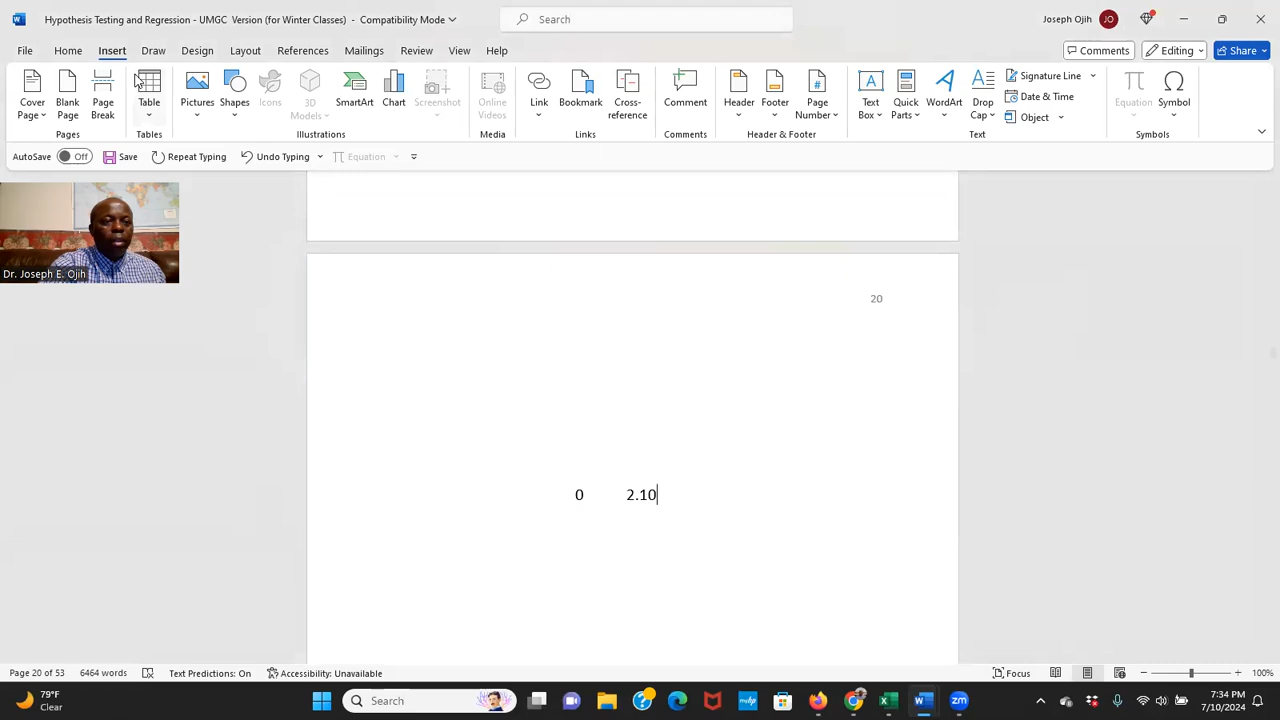 Hypothesis Testing and Regression - UMGC Version (for Winter Classes) - Compatibility Mode
Search
Joseph Ojih
JO
File Home Insert Draw Design Layout References Mailings Review View Help
Comments
Editing
Share
Cover Page
Blank Page
Page Break
Table
Pictures
Shapes
Icons
3D Models
SmartArt
Chart
Screenshot
Online Videos
Link
Bookmark
Cross-reference
Comment
Header
Footer
Page Number
Text Box
Quick Parts
WordArt
Drop Cap
Signature Line
Date & Time
Object
Equation
Symbol
Pages Tables Illustrations Media Links Comments Header & Footer Text Symbols
AutoSave Off Save Repeat Typing Undo Typing Equation
Dr. Joseph E. Ojih
20
0 2.10
Page 20 of 53 6464 words Text Predictions: On Accessibility: Unavailable Focus 100%
79°F
Clear
Search
7:34 PM
7/10/2024